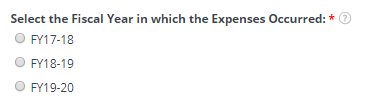 Select the Fiscal Year in which the Expenses Occurred: * ?
FY17-18
FY18-19
FY19-20